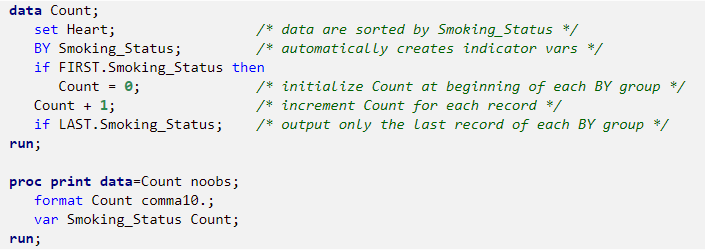 data Count;
   set Heart;                    /* data are sorted by Smoking_Status */
   BY Smoking_Status;            /* automatically creates indicator vars */
   if FIRST.Smoking_Status then
      Count = 0;                 /* initialize Count at beginning of each BY group */
   Count + 1;                    /* increment Count for each record */
   if LAST.Smoking_Status;       /* output only the last record of each BY group */
run;
proc print data=Count noobs;
   format Count comma10.;
   var Smoking_Status Count;
run;